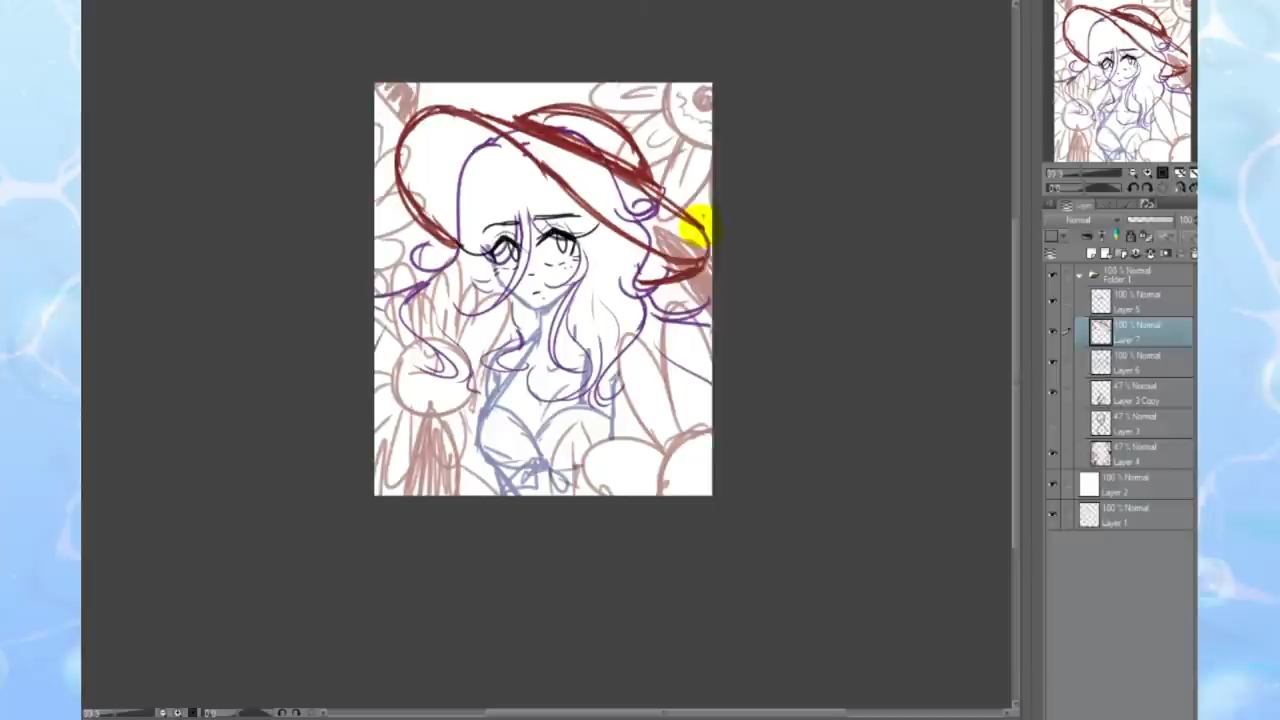 Layer
Normal
100
100 % Normal
Folder 1
100 % Normal
Layer 5
100 % Normal
Layer 7
100 % Normal
Layer 6
47 % Normal
Layer 3 Copy
47 % Normal
Layer 3
47 % Normal
Layer 4
100 % Normal
Layer 2
100 % Normal
Layer 1